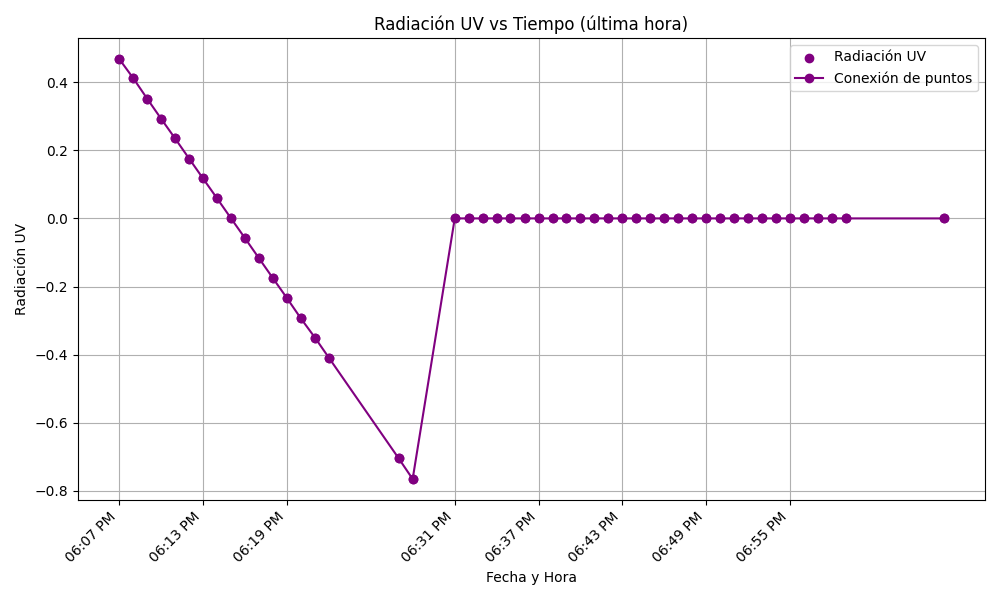 Radiación UV vs Tiempo (última hora)
Radiación UV
Conexión de puntos
Radiación UV
0.4
0.2
0.0
−0.2
−0.4
−0.6
−0.8
06:07 PM
06:13 PM
06:19 PM
06:31 PM
06:37 PM
06:43 PM
06:49 PM
06:55 PM
Fecha y Hora